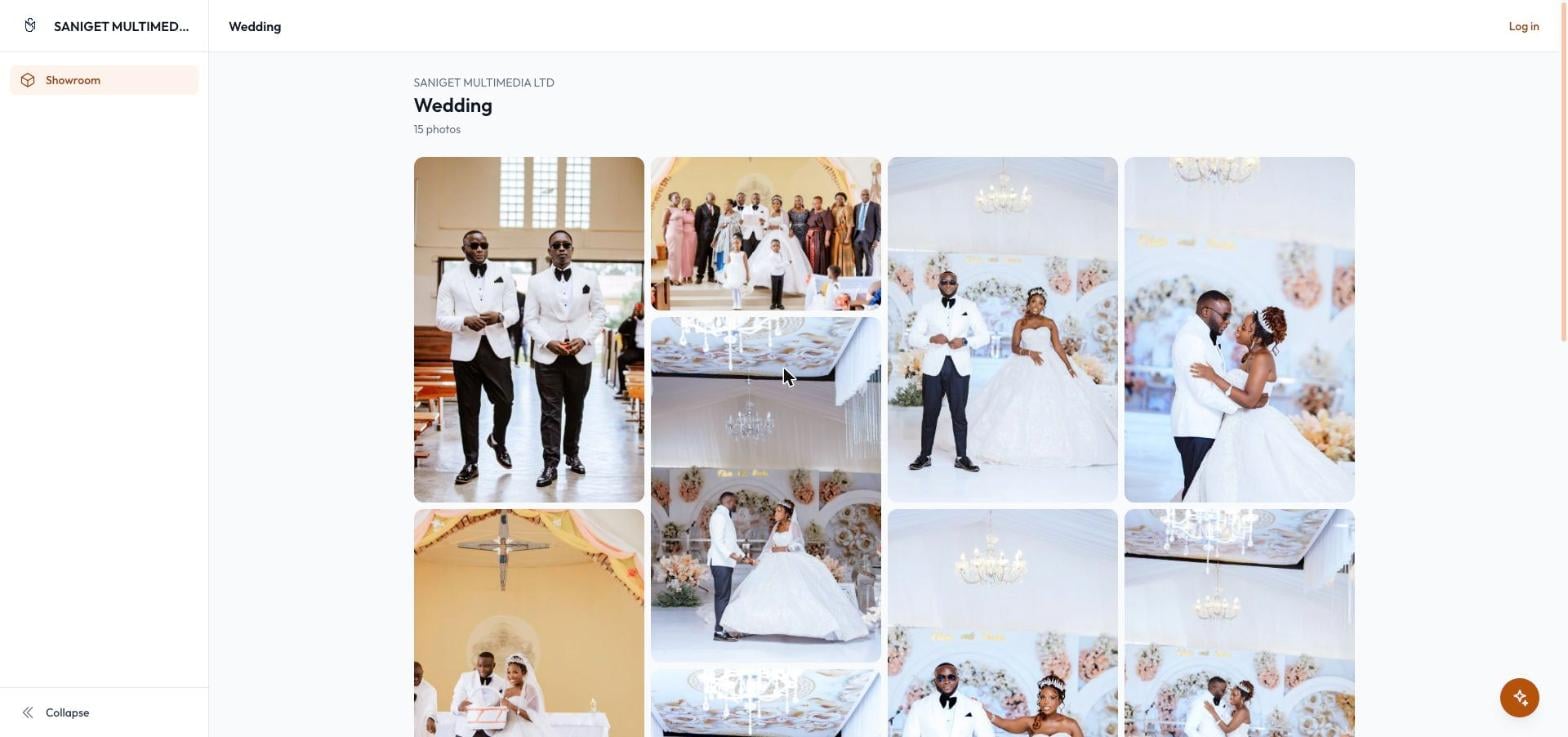 SANIGET MULTIMED...
Wedding
Log in
Showroom
SANIGET MULTIMEDIA LTD
Wedding
15 photos
Collapse